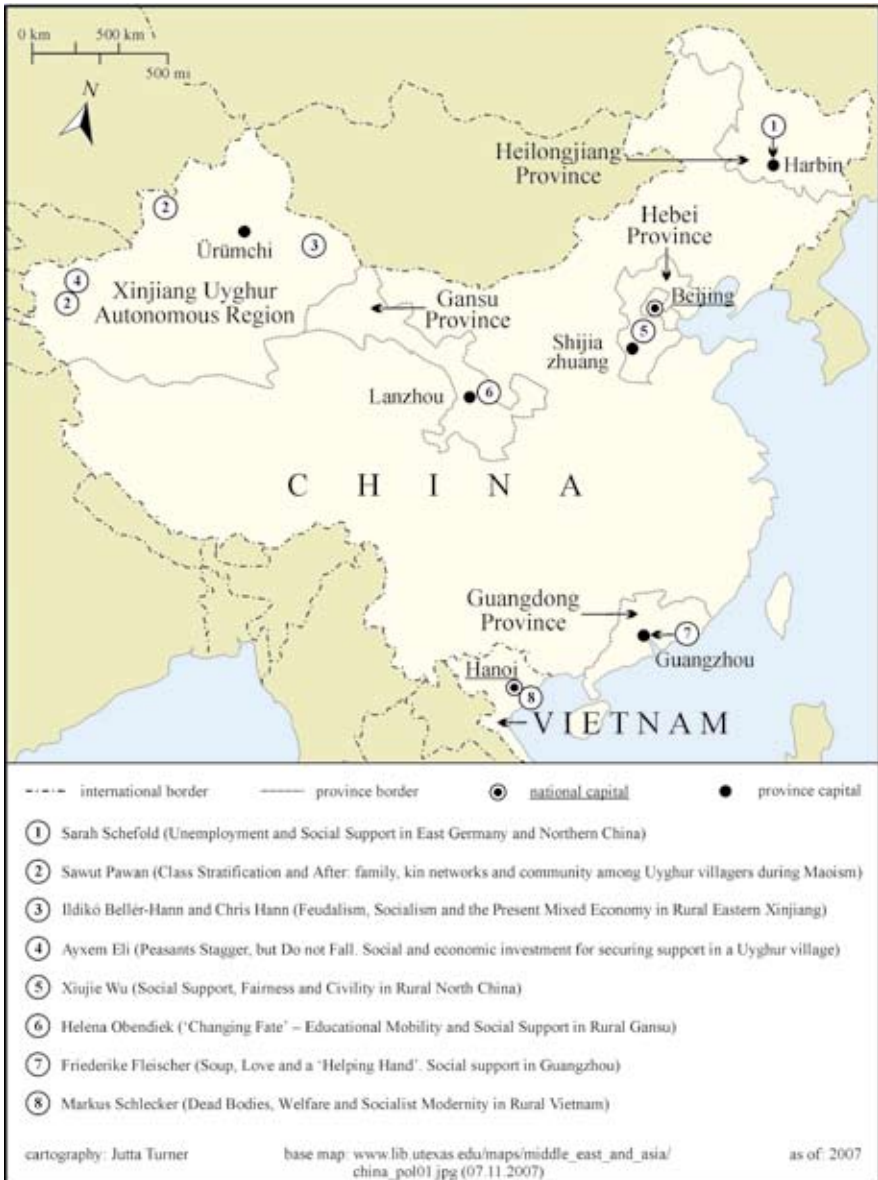 0 km 500 km
500 mi
N
1
Heilongjiang
Province
Harbin
2
Ürümchi
3
Hebei
Province
4
2
Xinjiang Uyghur
Autonomous Region
Gansu
Province
Beijing
5
Shijia
zhuang
Lanzhou
6
CHINA
Guangdong
Province
7
Guangzhou
Hanoi
8
VIETNAM
international border province border national capital province capital
1 Sarah Schefold (Unemployment and Social Support in East Germany and Northern China)
2 Sawut Pawan (Class Stratification and After: family, kin networks and community among Uyghur villagers during Maoism)
3 Ildikó Bellér-Hann and Chris Hann (Feudalism, Socialism and the Present Mixed Economy in Rural Eastern Xinjiang)
4 Ayxem Eli (Peasants Stagger, but Do not Fall. Social and economic investment for securing support in a Uyghur village)
5 Xiujie Wu (Social Support, Fairness and Civility in Rural North China)
6 Helena Obendiek (‘Changing Fate’ – Educational Mobility and Social Support in Rural Gansu)
7 Friederike Fleischer (Soup, Love and a ‘Helping Hand’. Social support in Guangzhou)
8 Markus Schlecker (Dead Bodies, Welfare and Socialist Modernity in Rural Vietnam)
cartography: Jutta Turner base map: www.lib.utexas.edu/maps/middle_east_and_asia/ as of: 2007
china_pol01.jpg (07.11.2007)